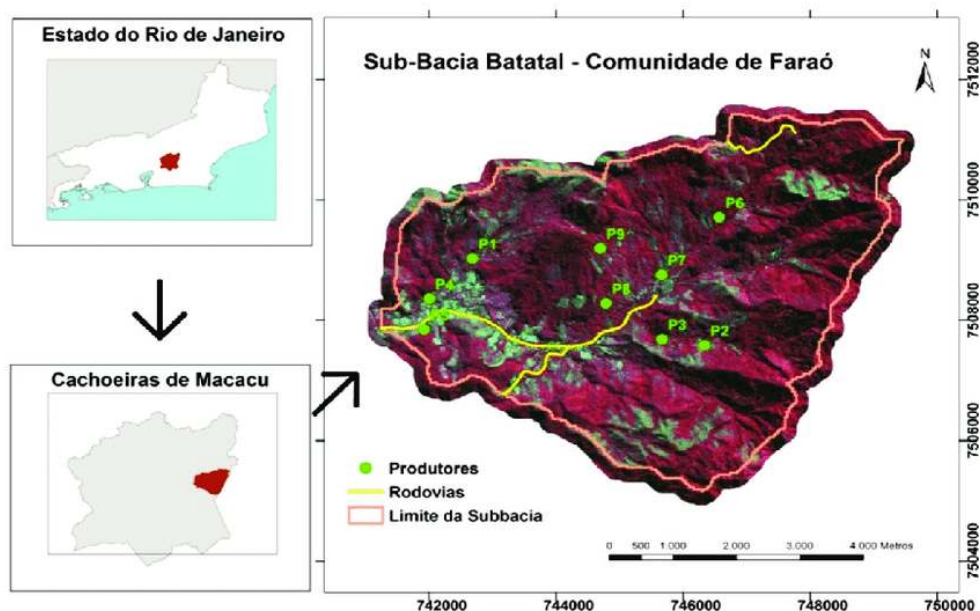 Estado do Rio de Janeiro
Cachoeiras de Macacu
Sub-Bacia Batatal - Comunidade de Faraó
N
P6
P9
P1
P7
P4
P8
P3
P2
Produtores
Rodovias
Limite da Subbacia
0 500 1.000 2.000 3.000 4.000 Metros
7512000
7510000
7508000
7506000
7504000
742000 744000 746000 748000 750000